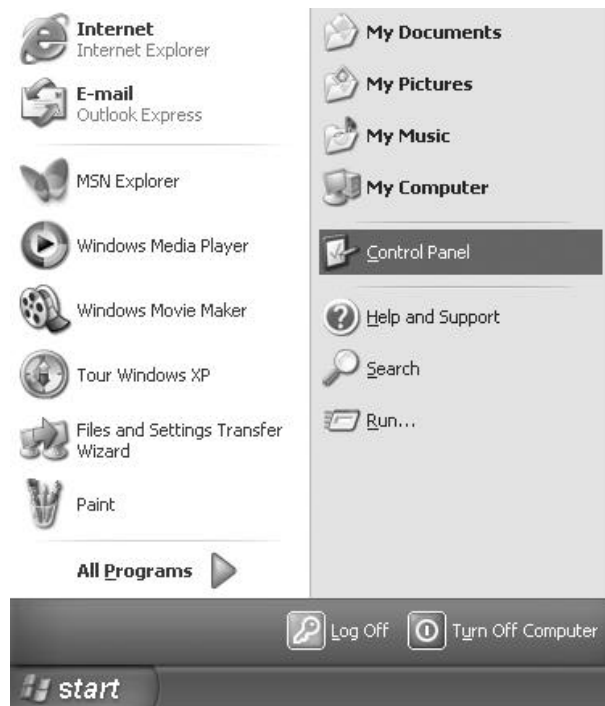 Internet
Internet Explorer
E-mail
Outlook Express
MSN Explorer
Windows Media Player
Windows Movie Maker
Tour Windows XP
Files and Settings Transfer
Wizard
Paint
All Programs
My Documents
My Pictures
My Music
My Computer
Control Panel
Help and Support
Search
Run...
Log Off
Turn Off Computer
start